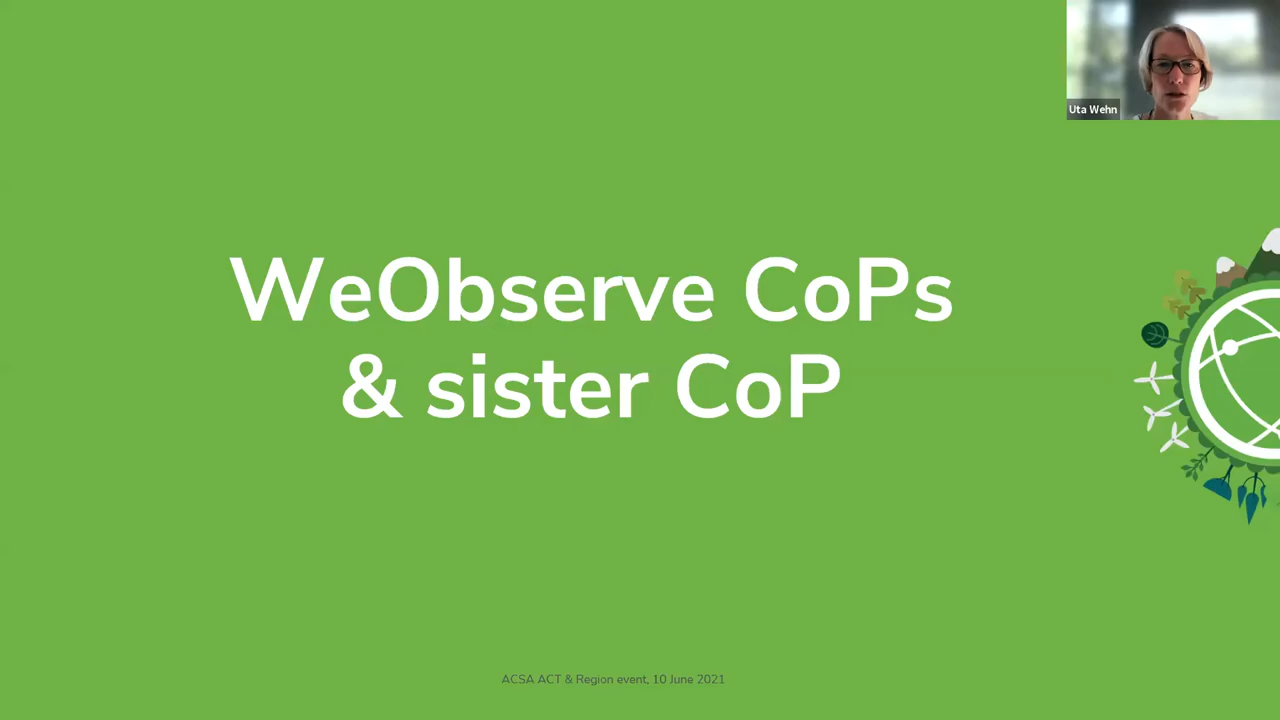 Uta Wehn
WeObserve CoPs
& sister CoP
ACSA ACT & Region event, 10 June 2021